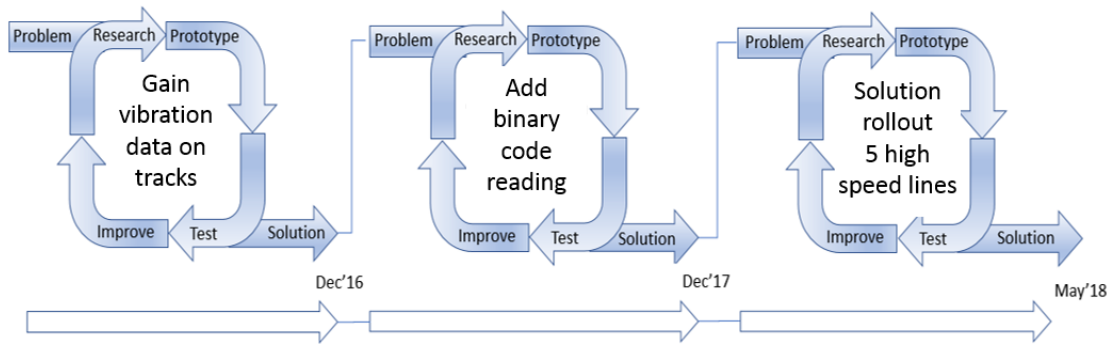 Problem
Research
Prototype
Gain
vibration
data on
tracks
Improve
Test
Solution
Dec'16
Problem
Research
Prototype
Add
binary
code
reading
Improve
Test
Solution
Dec'17
Problem
Research
Prototype
Solution
rollout
5 high
speed lines
Improve
Test
Solution
May'18